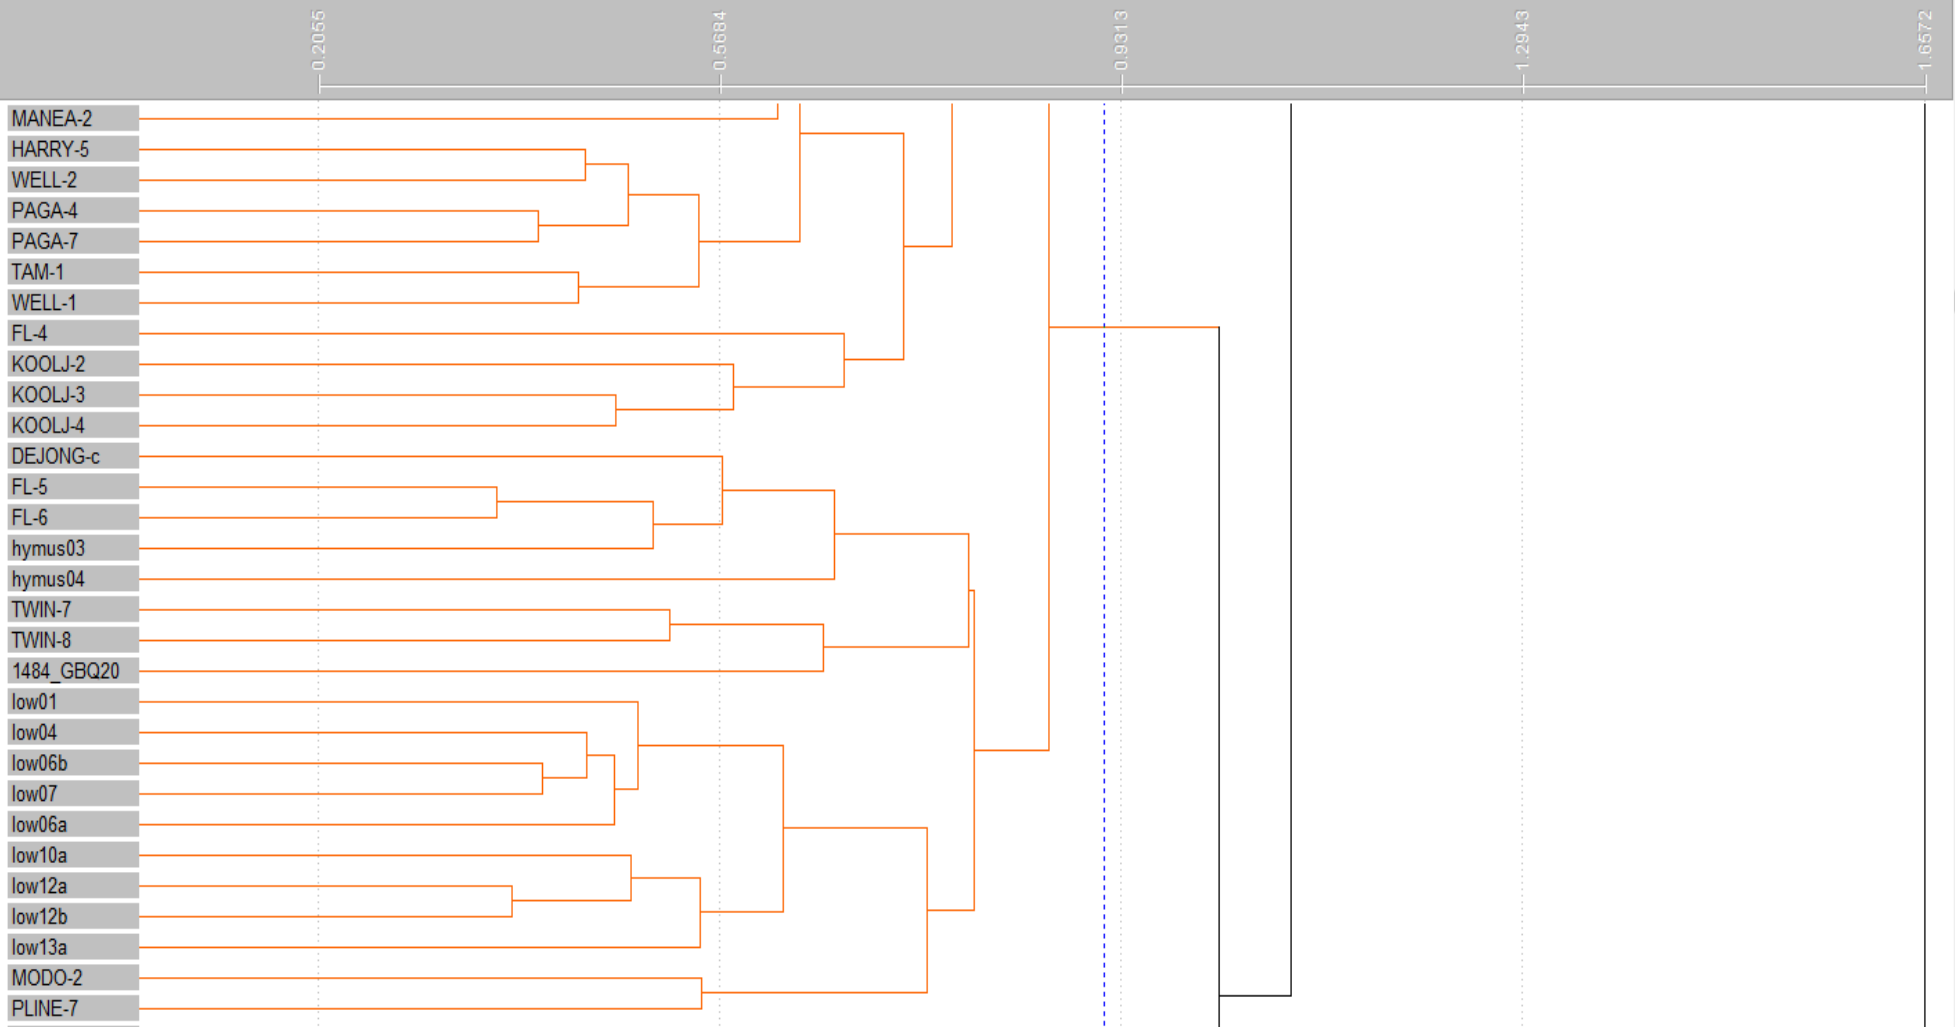 0.2055 0.5684 0.9313 1.2943 1.6572
MANEA-2
HARRY-5
WELL-2
PAGA-4
PAGA-7
TAM-1
WELL-1
FL-4
KOOLJ-2
KOOLJ-3
KOOLJ-4
DEJONG-c
FL-5
FL-6
hymus03
hymus04
TWIN-7
TWIN-8
1484_GBQ20
low01
low04
low06b
low07
low06a
low10a
low12a
low12b
low13a
MODO-2
PLINE-7